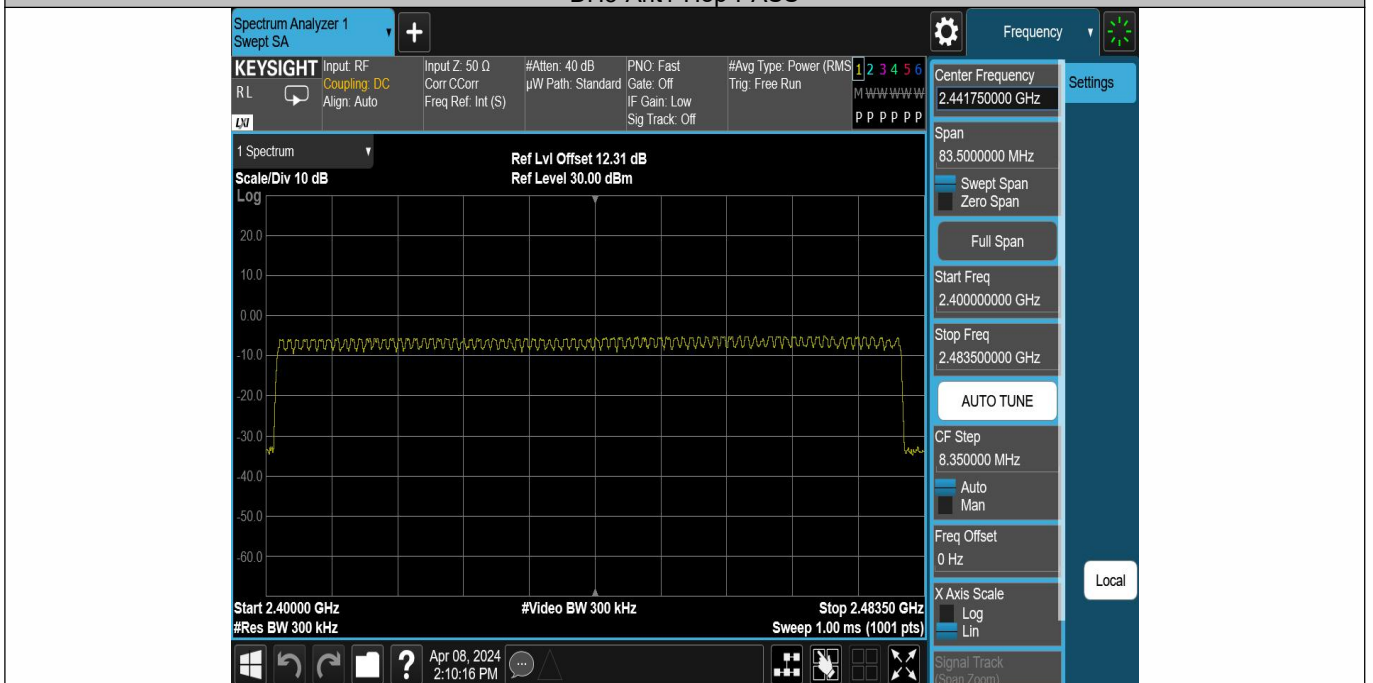 Spectrum Analyzer 1
Swept SA
Frequency
KEYSIGHT
RL
LXI
Input: RF
Coupling: DC
Align: Auto
Input Z: 50 Ω
Corr CCorr
Freq Ref: Int (S)
#Atten: 40 dB
µW Path: Standard
PNO: Fast
Gate: Off
IF Gain: Low
Sig Track: Off
#Avg Type: Power (RMS
Trig: Free Run
1 2 3 4 5 6
M W W W W W
P P P P P P
Center Frequency
2.441750000 GHz
Settings
Span
83.5000000 MHz
Swept Span
Zero Span
Full Span
Start Freq
2.400000000 GHz
Stop Freq
2.483500000 GHz
AUTO TUNE
CF Step
8.350000 MHz
Auto
Man
Freq Offset
0 Hz
X Axis Scale
Log
Lin
Signal Track
(Span Zoom)
Local
1 Spectrum
Scale/Div 10 dB
Ref Lvl Offset 12.31 dB
Ref Level 30.00 dBm
Log
20.0
10.0
0.00
-10.0
-20.0
-30.0
-40.0
-50.0
-60.0
Start 2.40000 GHz
#Video BW 300 kHz
Stop 2.48350 GHz
#Res BW 300 kHz
Sweep 1.00 ms (1001 pts)
?
Apr 08, 2024
2:10:16 PM